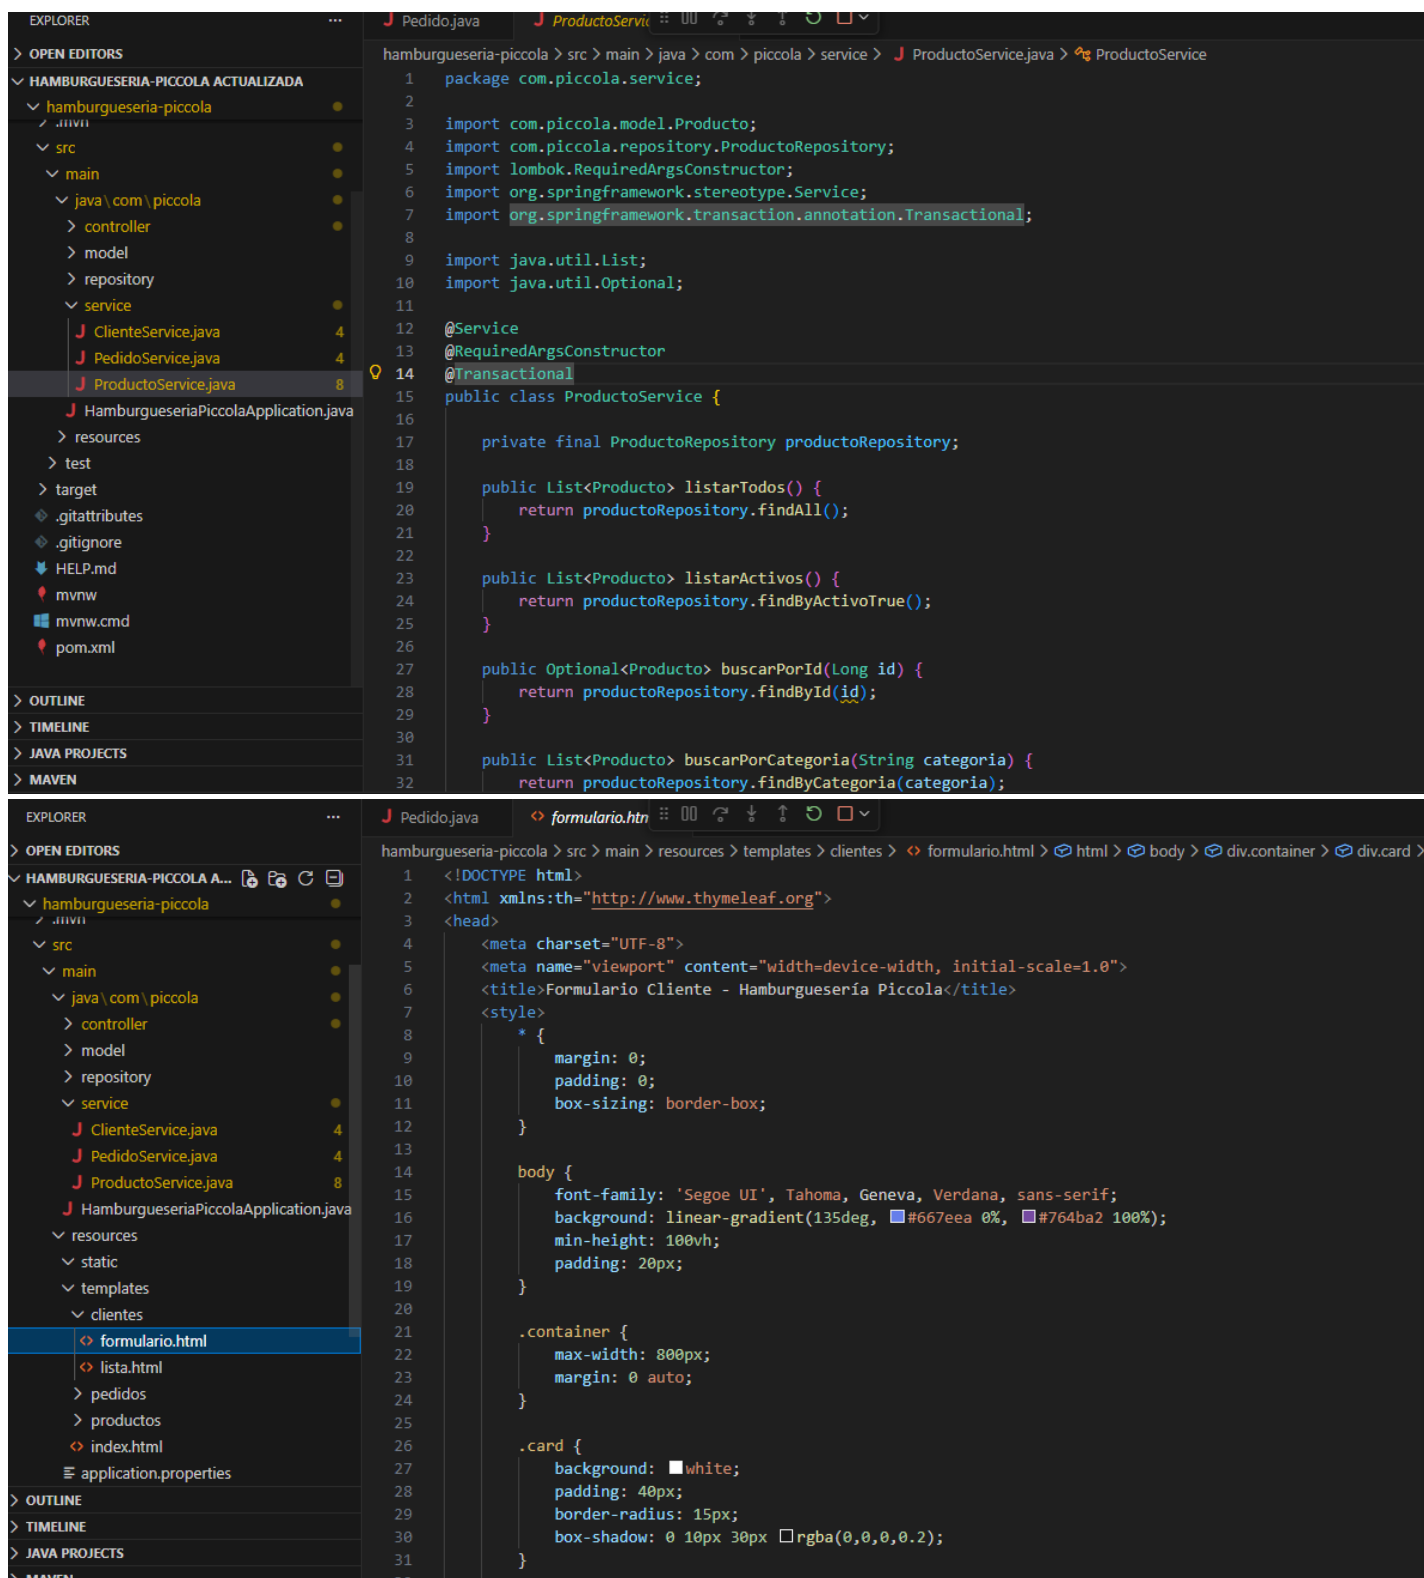 EXPLORER
OPEN EDITORS
HAMBURGUESERIA-PICCOLA ACTUALIZADA
hamburgueseria-piccola
.mvn
src
main
java\com\piccola
controller
model
repository
service
ClienteService.java 4
PedidoService.java 4
ProductoService.java 8
HamburgueseriaPiccolaApplication.java
resources
test
target
.gitattributes
.gitignore
HELP.md
mvnw
mvnw.cmd
pom.xml
OUTLINE
TIMELINE
JAVA PROJECTS
MAVEN
Pedido.java ProductoServic
hamburgueseria-piccola > src > main > java > com > piccola > service > ProductoService.java > ProductoService
1 package com.piccola.service;
2
3 import com.piccola.model.Producto;
4 import com.piccola.repository.ProductoRepository;
5 import lombok.RequiredArgsConstructor;
6 import org.springframework.stereotype.Service;
7 import org.springframework.transaction.annotation.Transactional;
8
9 import java.util.List;
10 import java.util.Optional;
11
12 @Service
13 @RequiredArgsConstructor
14 @Transactional
15 public class ProductoService {
16
17 private final ProductoRepository productoRepository;
18
19 public List<Producto> listarTodos() {
20 return productoRepository.findAll();
21 }
22
23 public List<Producto> listarActivos() {
24 return productoRepository.findByActivoTrue();
25 }
26
27 public Optional<Producto> buscarPorId(Long id) {
28 return productoRepository.findById(id);
29 }
30
31 public List<Producto> buscarPorCategoria(String categoria) {
32 return productoRepository.findByCategoria(categoria);
EXPLORER
OPEN EDITORS
HAMBURGUESERIA-PICCOLA A...
hamburgueseria-piccola
.mvn
src
main
java\com\piccola
controller
model
repository
service
ClienteService.java 4
PedidoService.java 4
ProductoService.java 8
HamburgueseriaPiccolaApplication.java
resources
static
templates
clientes
formulario.html
lista.html
pedidos
productos
index.html
application.properties
OUTLINE
TIMELINE
JAVA PROJECTS
MAVEN
Pedido.java formulario.htm
hamburgueseria-piccola > src > main > resources > templates > clientes > formulario.html > html > body > div.container > div.card >
1 <!DOCTYPE html>
2 <html xmlns:th="http://www.thymeleaf.org">
3 <head>
4 <meta charset="UTF-8">
5 <meta name="viewport" content="width=device-width, initial-scale=1.0">
6 <title>Formulario Cliente - Hamburguesería Piccola</title>
7 <style>
8 * {
9 margin: 0;
10 padding: 0;
11 box-sizing: border-box;
12 }
13
14 body {
15 font-family: 'Segoe UI', Tahoma, Geneva, Verdana, sans-serif;
16 background: linear-gradient(135deg, #667eea 0%, #764ba2 100%);
17 min-height: 100vh;
18 padding: 20px;
19 }
20
21 .container {
22 max-width: 800px;
23 margin: 0 auto;
24 }
25
26 .card {
27 background: white;
28 padding: 40px;
29 border-radius: 15px;
30 box-shadow: 0 10px 30px rgba(0,0,0,0.2);
31 }